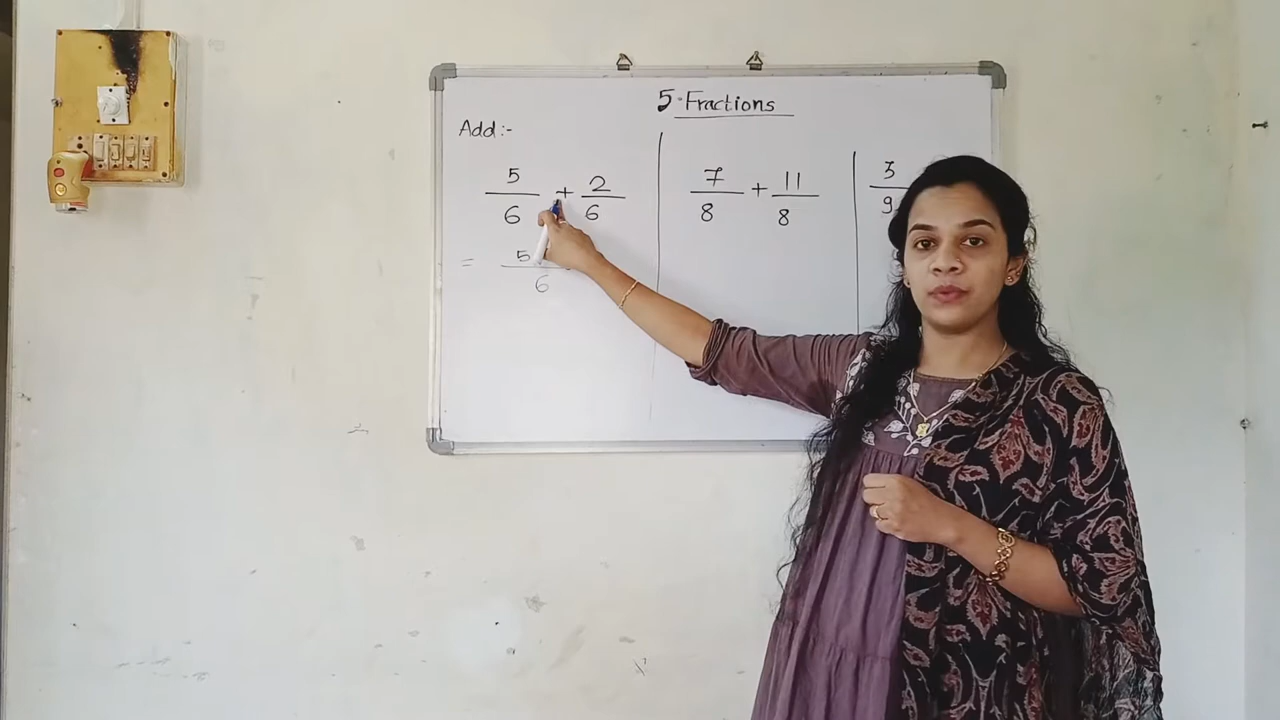 5. Fractions
Add:-
5/6 + 2/6
= 5/6
7/8 + 11/8
3/9